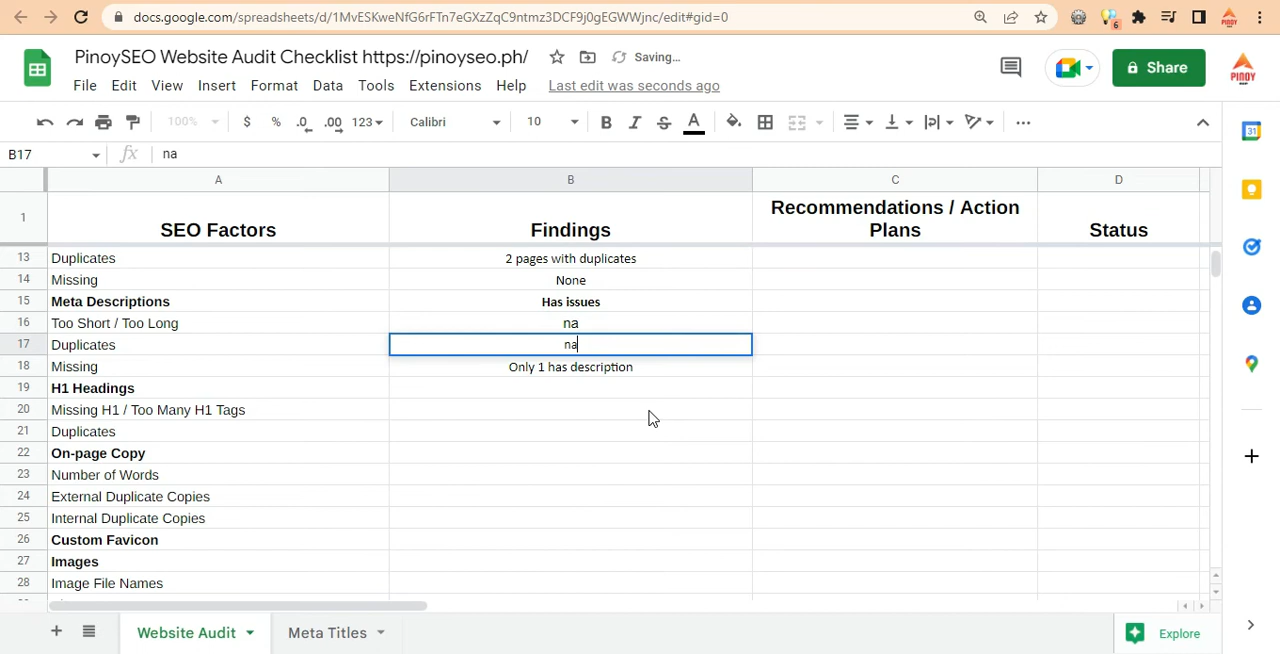 docs.google.com/spreadsheets/d/1MvESKweNfG6rFTn7eGXzZqC9ntmz3DCF9j0gEGWWjnc/edit#gid=0
6
PINOY
PinoySEO Website Audit Checklist https://pinoyseo.ph/ Saving...
Share
PINOY
File Edit View Insert Format Data Tools Extensions Help Last edit was seconds ago
100% $ % .0 .00 123 Calibri 10 B I S A
31
B17 fx na
A B C D
1 SEO Factors Findings Recommendations / Action Plans Status
13 Duplicates 2 pages with duplicates
14 Missing None
15 Meta Descriptions Has issues
16 Too Short / Too Long na
17 Duplicates na
18 Missing Only 1 has description
19 H1 Headings
20 Missing H1 / Too Many H1 Tags
21 Duplicates
22 On-page Copy
23 Number of Words
24 External Duplicate Copies
25 Internal Duplicate Copies
26 Custom Favicon
27 Images
28 Image File Names
Website Audit Meta Titles Explore